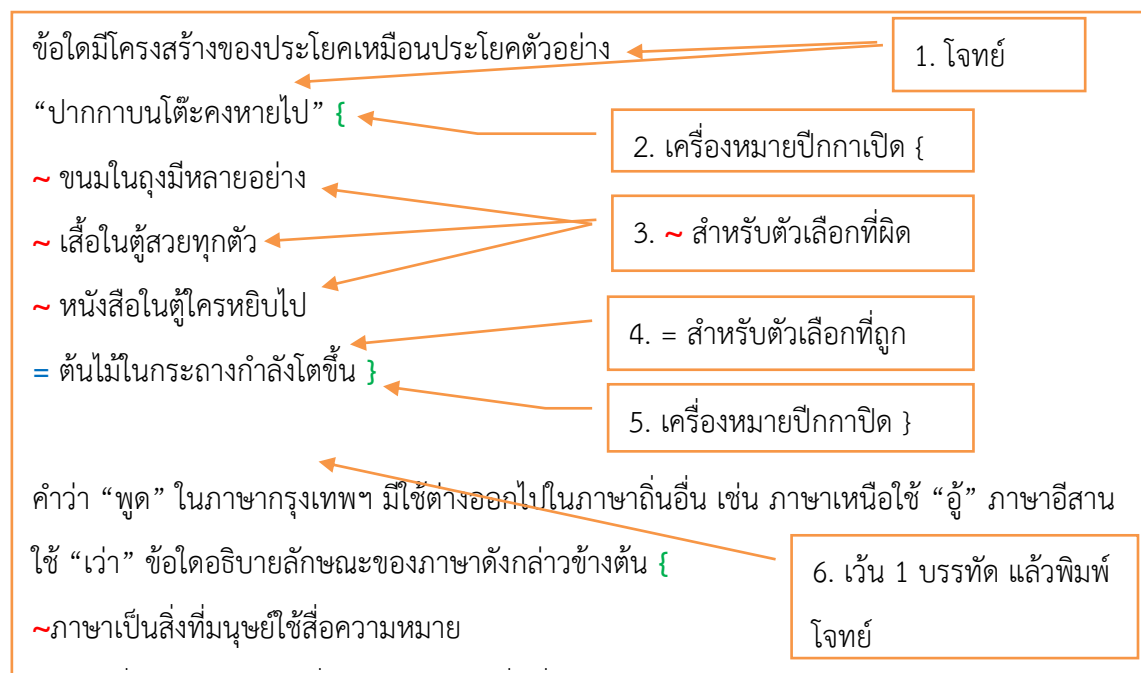 ข้อใดมีโครงสร้างของประโยคเหมือนประโยคตัวอย่าง
1. โจทย์
“ปากกาบนโต๊ะคงหายไป” {
2. เครื่องหมายปีกกาเปิด {
~ ขนมในถุงมีหลายอย่าง
~ เสื้อในตู้สวยทุกตัว
3. ~ สำหรับตัวเลือกที่ผิด
~ หนังสือในตู้ใครหยิบไป
4. = สำหรับตัวเลือกที่ถูก
= ต้นไม้ในกระถางกำลังโตขึ้น }
5. เครื่องหมายปีกกาปิด }
คำว่า “พูด” ในภาษากรุงเทพฯ มีใช้ต่างออกไปในภาษาถิ่นอื่น เช่น ภาษาเหนือใช้ “อู้” ภาษาอีสาน
ใช้ “เว่า” ข้อใดอธิบายลักษณะของภาษาดังกล่าวข้างต้น {
6. เว้น 1 บรรทัด แล้วพิมพ์
โจทย์
~ภาษาเป็นสิ่งที่มนุษย์ใช้สื่อความหมาย